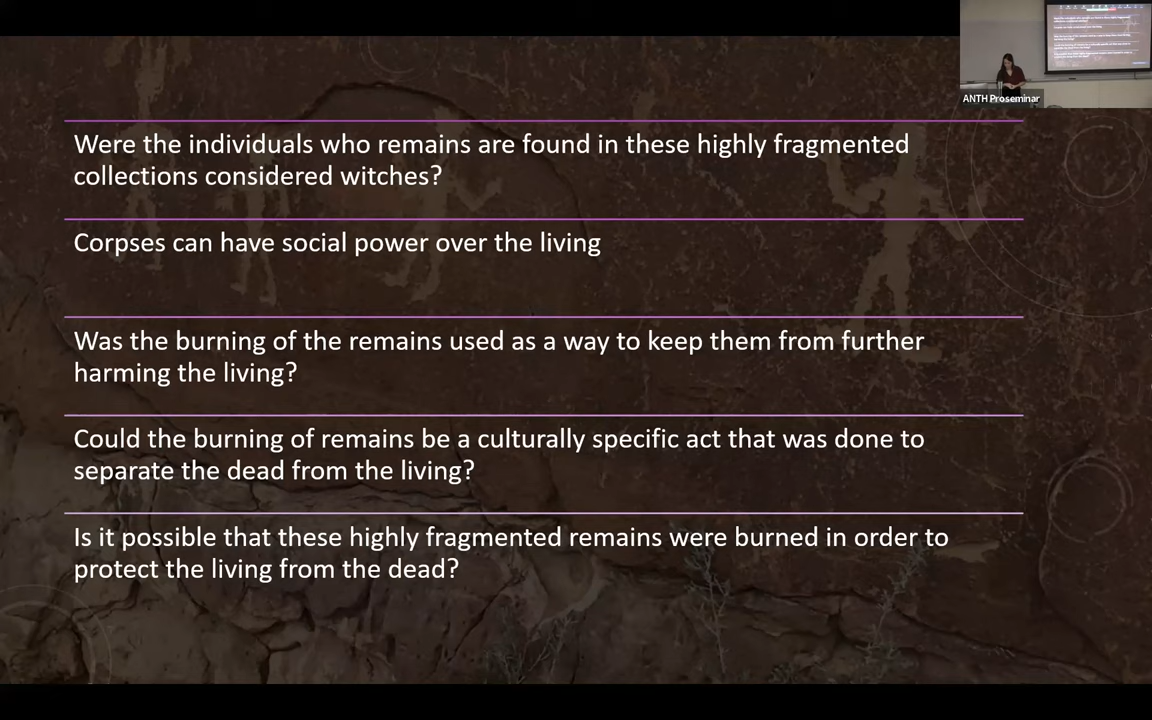 ANTH Proseminar
Were the individuals who remains are found in these highly fragmented
collections considered witches?
Corpses can have social power over the living
Was the burning of the remains used as a way to keep them from further
harming the living?
Could the burning of remains be a culturally specific act that was done to
separate the dead from the living?
Is it possible that these highly fragmented remains were burned in order to
protect the living from the dead?